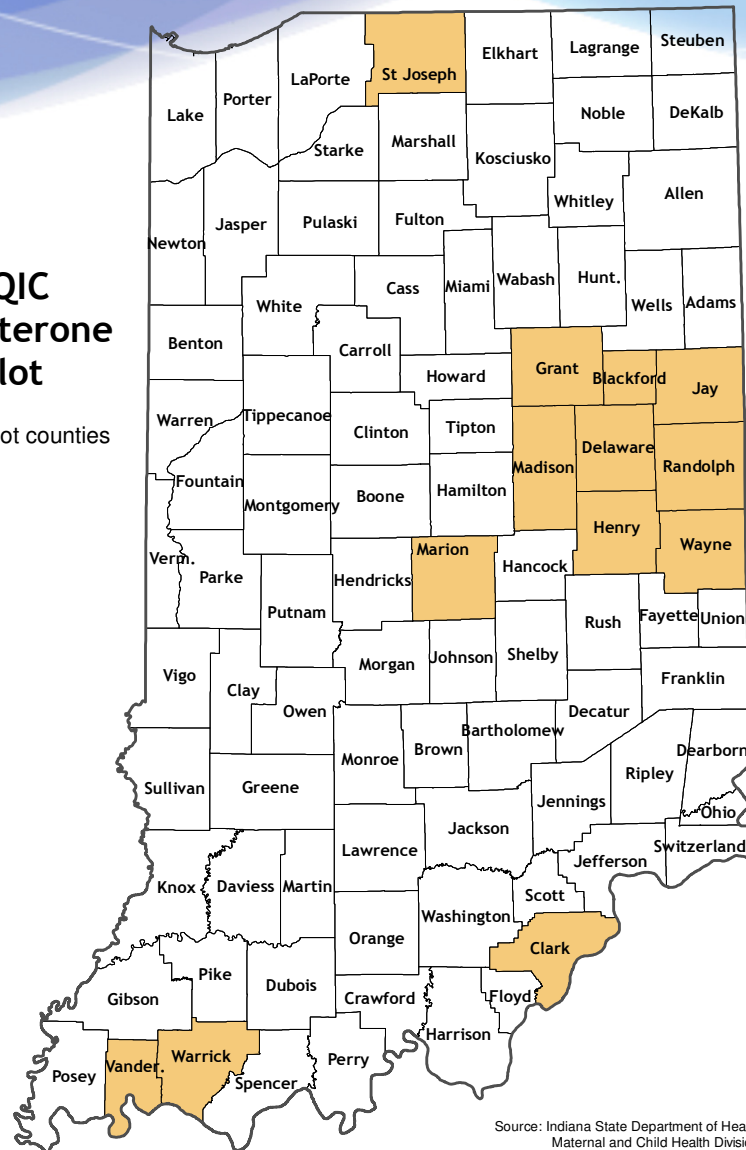 QIC
terone
lot
ot counties
St Joseph
Elkhart
Lagrange
Steuben
LaPorte
Porter
Lake
Noble
DeKalb
Marshall
Starke
Kosciusko
Whitley
Allen
Jasper
Pulaski
Fulton
Newton
Hunt.
Wabash
Miami
Cass
White
Wells
Adams
Benton
Carroll
Howard
Grant
Blackford
Jay
Warren
Tippecanoe
Clinton
Tipton
Delaware
Madison
Randolph
Fountain
Montgomery
Boone
Hamilton
Henry
Marion
Wayne
Verm.
Parke
Hendricks
Hancock
Putnam
Rush
Fayette
Union
Morgan
Johnson
Shelby
Vigo
Clay
Owen
Franklin
Decatur
Bartholomew
Monroe
Brown
Dearborn
Ripley
Sullivan
Greene
Jennings
Ohio
Jackson
Lawrence
Switzerland
Jefferson
Knox
Daviess
Martin
Scott
Washington
Orange
Clark
Pike
Dubois
Gibson
Crawford
Floyd
Harrison
Warrick
Vander.
Perry
Posey
Spencer
Source: Indiana State Department of Hea
Maternal and Child Health Divisi